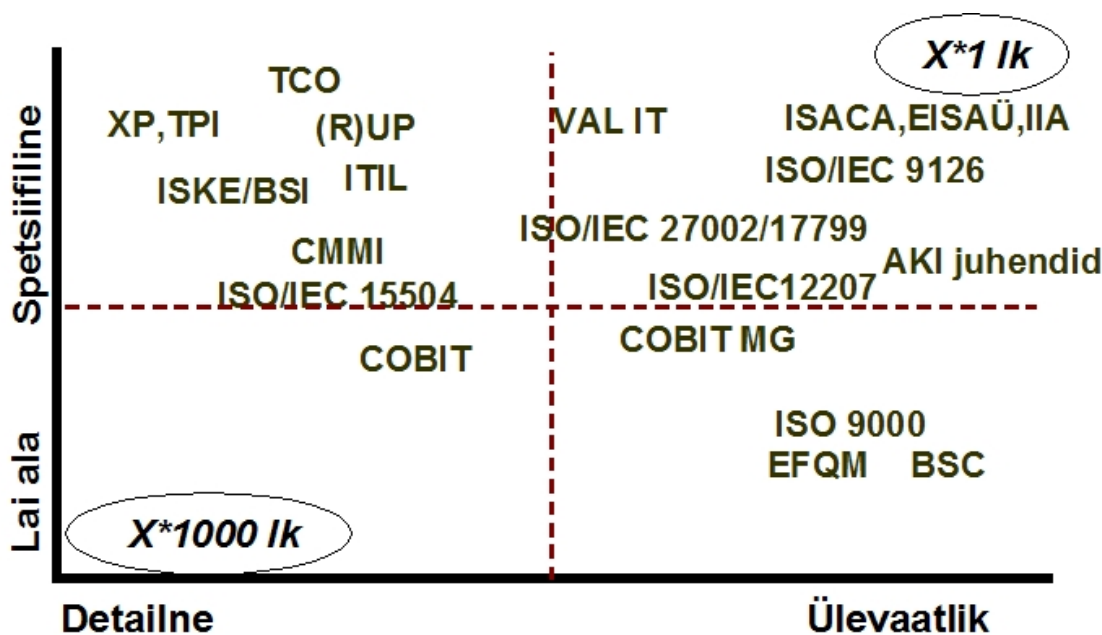 X*1 lk
TCO
XP,TPI
(R)UP
VAL IT
ISACA,EISAÜ,IIA
ISO/IEC 9126
ISKE/BSI
ITIL
ISO/IEC 27002/17799
CMMI
AKI juhendid
ISO/IEC 15504
ISO/IEC12207
COBIT
COBIT MG
ISO 9000
EFQM
BSC
X*1000 lk
Spetsiifiline
Lai ala
Detailne
Ülevaatlik